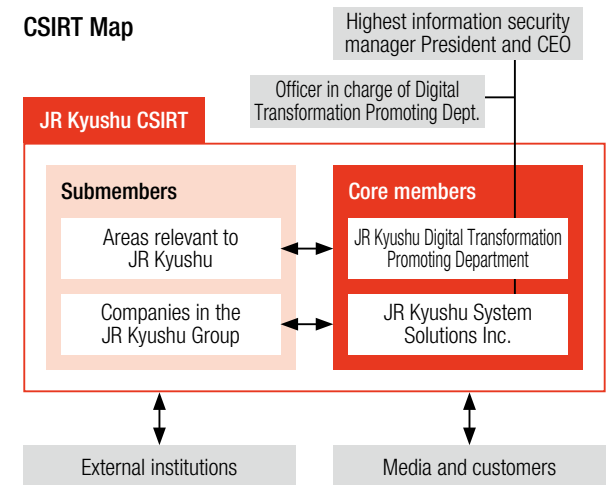 CSIRT Map
Highest information security
manager President and CEO
Officer in charge of Digital
Transformation Promoting Dept.
JR Kyushu CSIRT
Submembers
Areas relevant to
JR Kyushu
Companies in the
JR Kyushu Group
Core members
JR Kyushu Digital Transformation
Promoting Department
JR Kyushu System
Solutions Inc.
External institutions
Media and customers